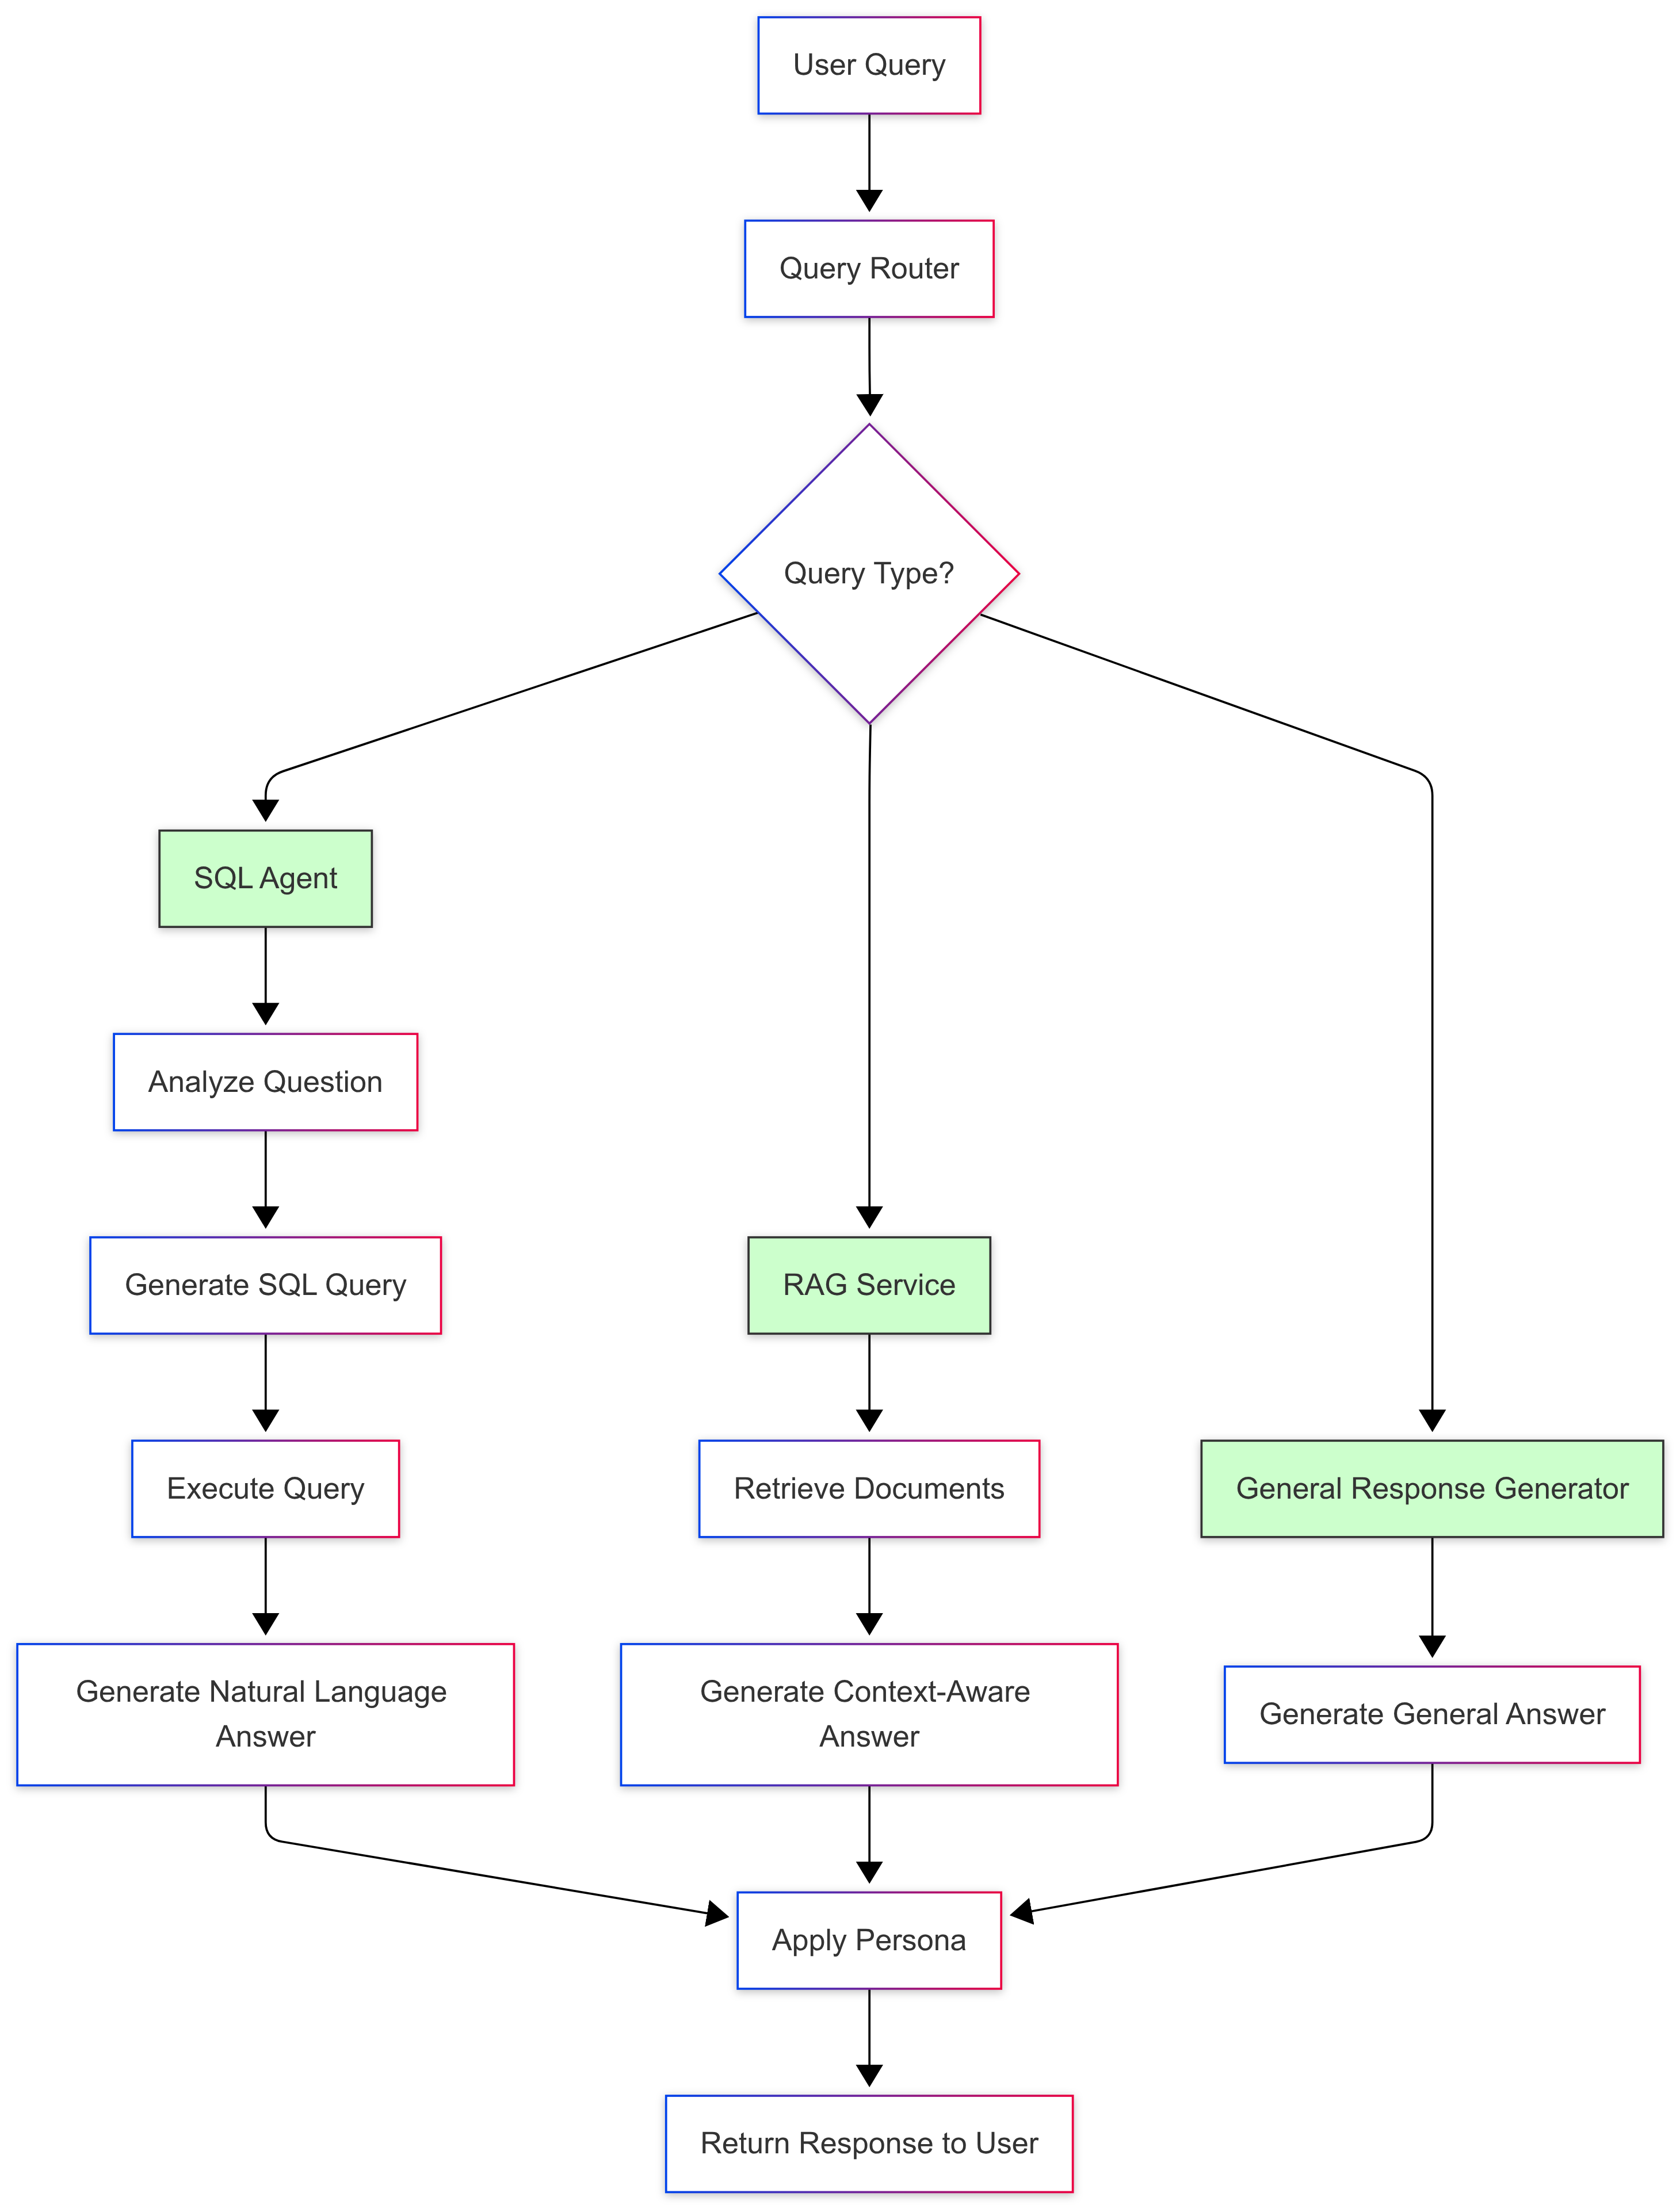 User Query
Query Router
Query Type?
SQL Agent
Analyze Question
Generate SQL Query
RAG Service
Execute Query
Retrieve Documents
General Response Generator
Generate Natural Language
Answer
Generate Context-Aware
Answer
Generate General Answer
Apply Persona
Return Response to User